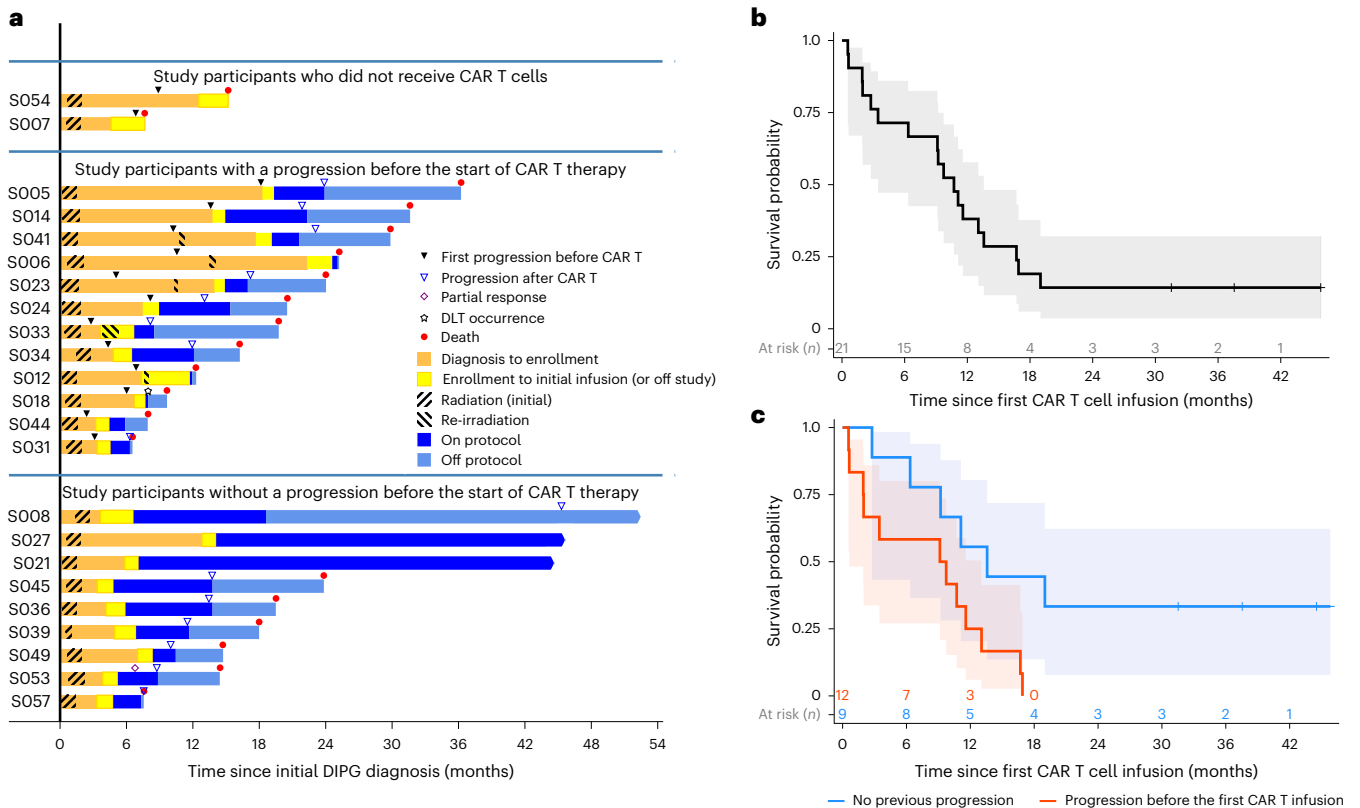 a
Study participants who did not receive CAR T cells
S054
S007
Study participants with a progression before the start of CAR T therapy
S005
S014
S041
S006
S023
S024
S033
S034
S012
S018
S044
S031
First progression before CAR T
Progression after CAR T
Partial response
DLT occurrence
Death
Diagnosis to enrollment
Enrollment to initial infusion (or off study)
Radiation (initial)
Re-irradiation
On protocol
Off protocol
Study participants without a progression before the start of CAR T therapy
S008
S027
S021
S045
S036
S039
S049
S053
S057
0 6 12 18 24 30 36 42 48 54
Time since initial DIPG diagnosis (months)
b
Survival probability
1.0
0.75
0.5
0.25
0
At risk (n) 21 15 8 4 3 3 2 1
0 6 12 18 24 30 36 42
Time since first CAR T cell infusion (months)
c
Survival probability
1.0
0.75
0.5
0.25
0
12 7 3 0
At risk (n) 9 8 5 4 3 3 2 1
0 6 12 18 24 30 36 42
Time since first CAR T cell infusion (months)
No previous progression
Progression before the first CAR T infusion